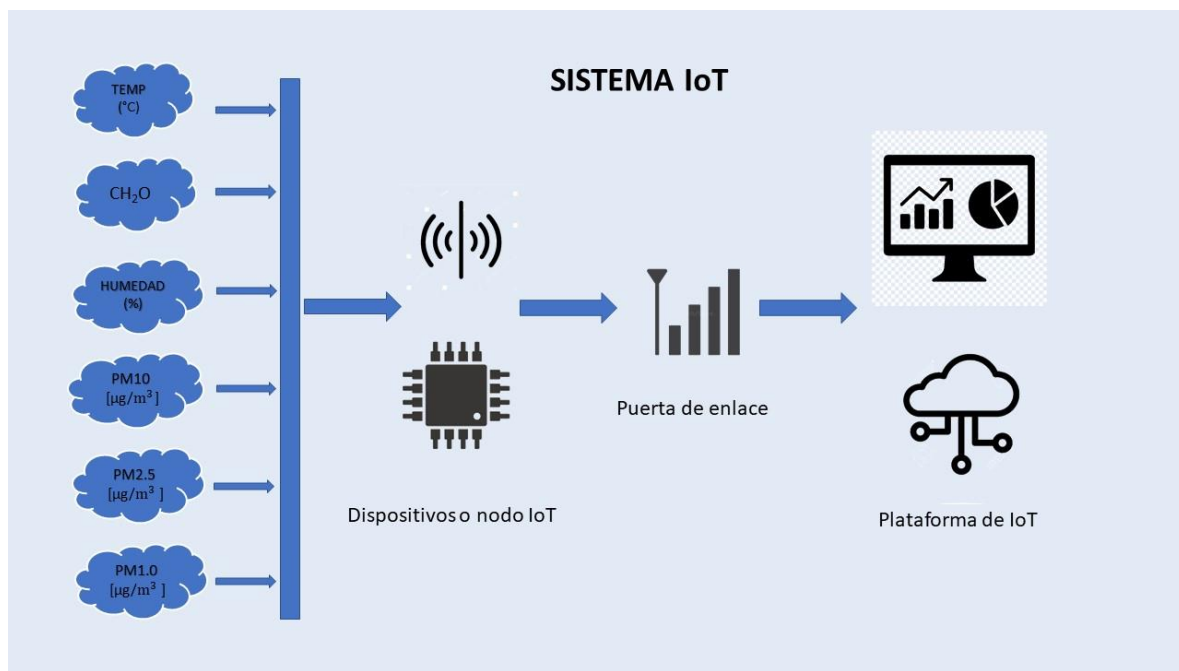 SISTEMA IoT
TEMP
(°C)
CH₂O
HUMEDAD
(%)
PM10
[µg/m³]
PM2.5
[µg/m³ ]
PM1.0
[µg/m³ ]
Dispositivos o nodo IoT
Puerta de enlace
Plataforma de IoT